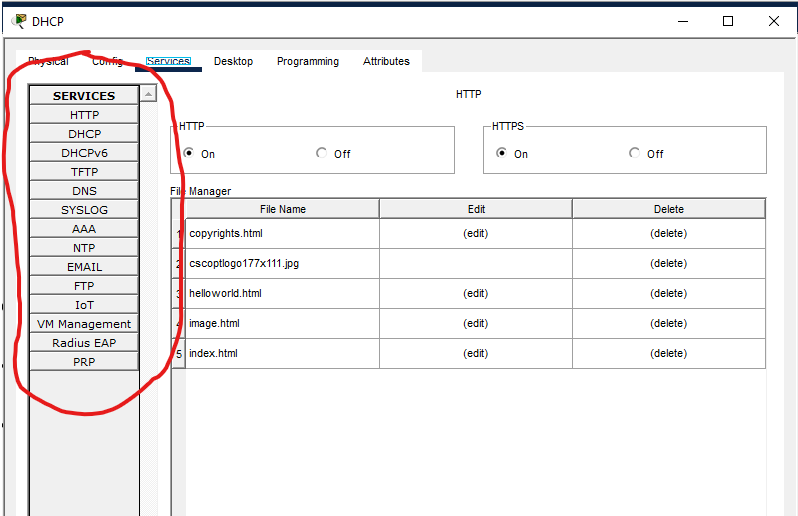 DHCP
Physical Config Services Desktop Programming Attributes
SERVICES
HTTP
DHCP
DHCPv6
TFTP
DNS
SYSLOG
AAA
NTP
EMAIL
FTP
IoT
VM Management
Radius EAP
PRP
HTTP
HTTP
On Off
HTTPS
On Off
File Manager
File Name Edit Delete
1 copyrights.html (edit) (delete)
2 cscoptlogo177x111.jpg (delete)
3 helloworld.html (edit) (delete)
4 image.html (edit) (delete)
5 index.html (edit) (delete)